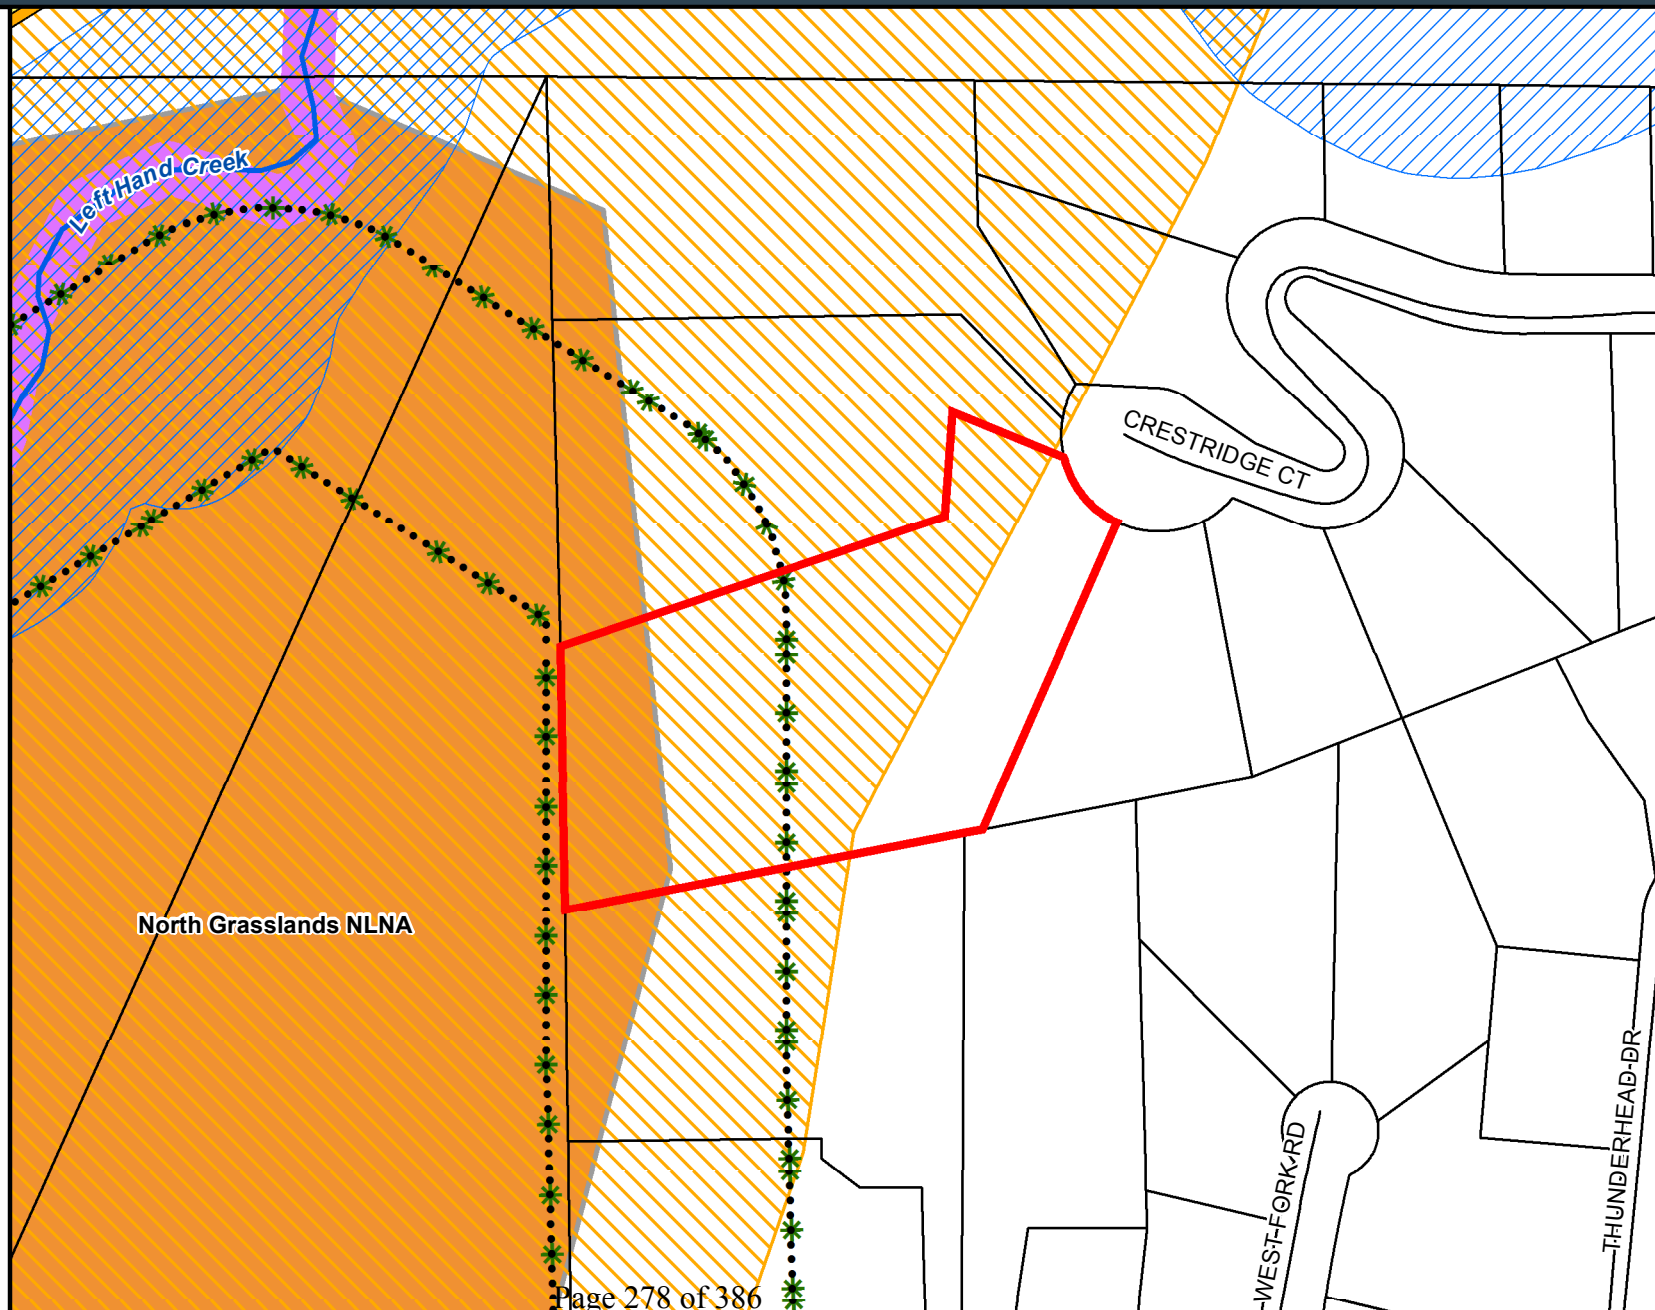 Left Hand Creek
CRESTRIDGE CT
North Grasslands NLNA
THUNDERHEAD DR
WEST FORK RD
Page 278 of 386